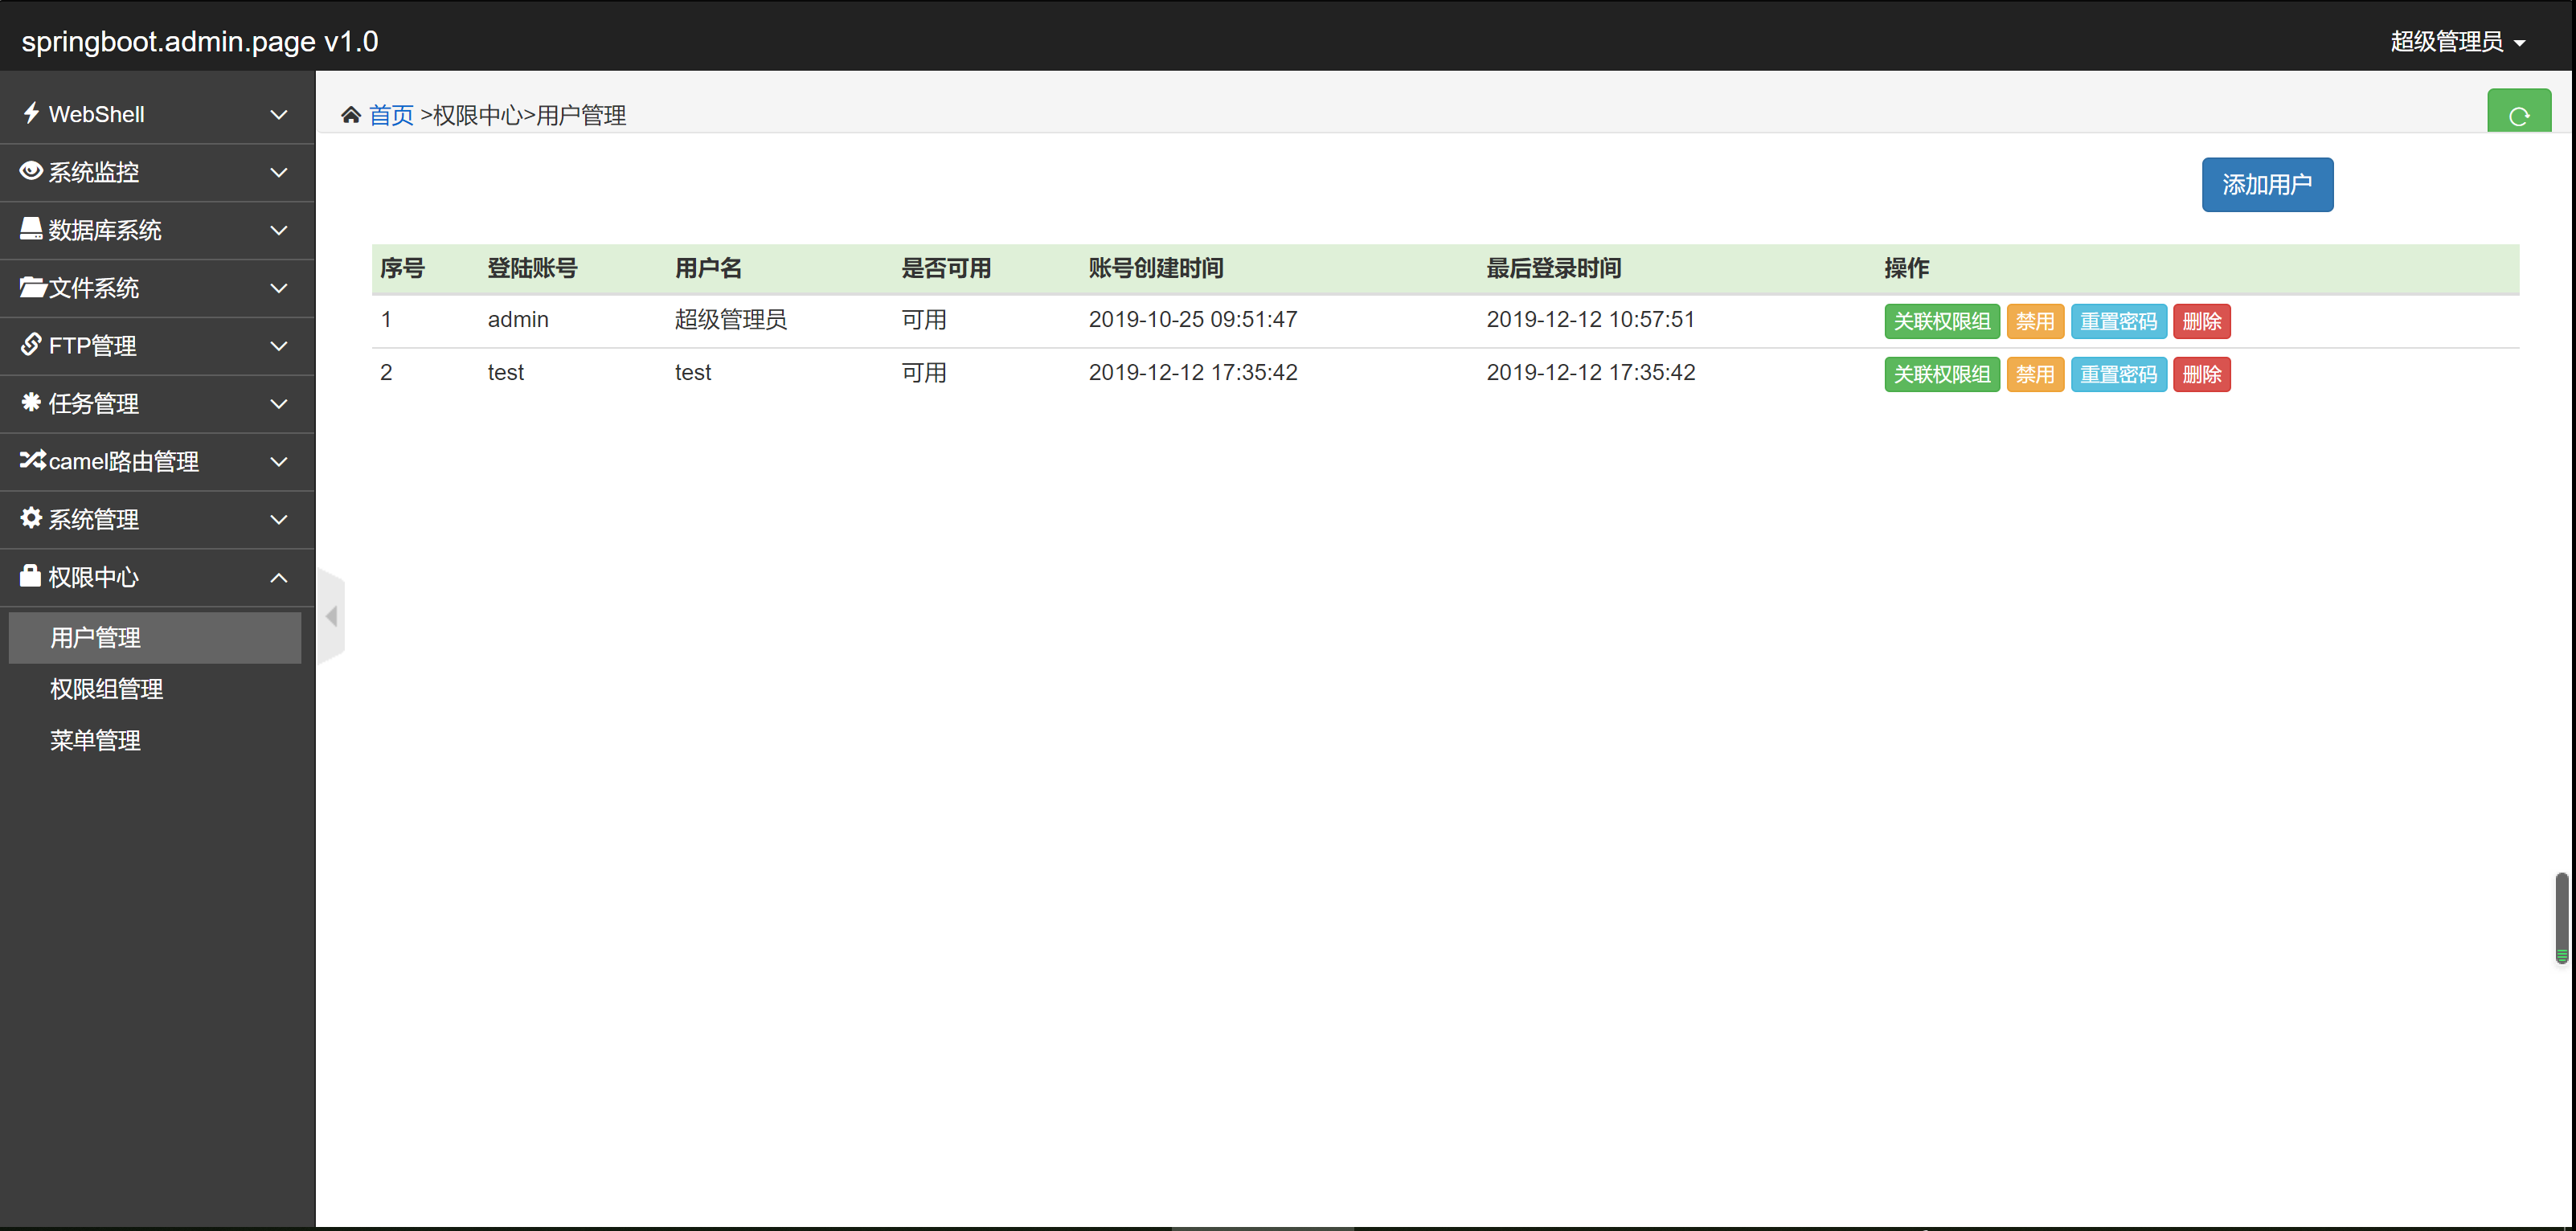 springboot.admin.page v1.0
超级管理员
WebShell
系统监控
数据库系统
文件系统
FTP管理
任务管理
camel路由管理
系统管理
权限中心
用户管理
权限组管理
菜单管理
首页 >权限中心>用户管理
添加用户
序号 登陆账号 用户名 是否可用 账号创建时间 最后登录时间 操作
1 admin 超级管理员 可用 2019-10-25 09:51:47 2019-12-12 10:57:51 关联权限组 禁用 重置密码 删除
2 test test 可用 2019-12-12 17:35:42 2019-12-12 17:35:42 关联权限组 禁用 重置密码 删除